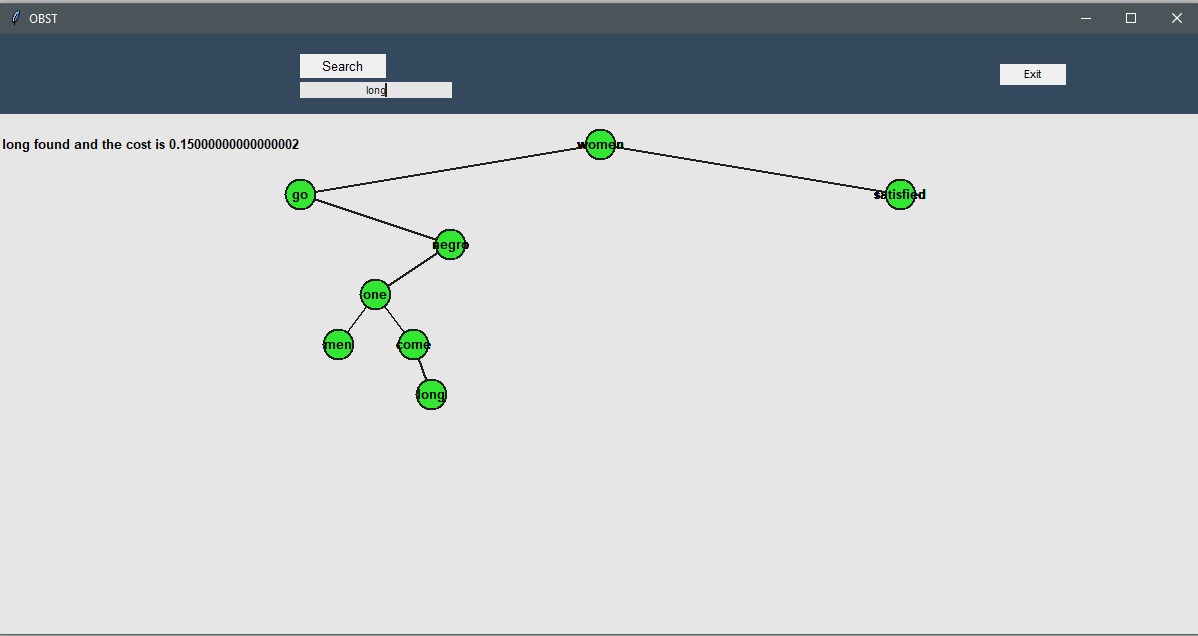 OBST
Search
long
Exit
long found and the cost is 0.15000000000000002
women
go
satisfied
negro
one
men
come
long